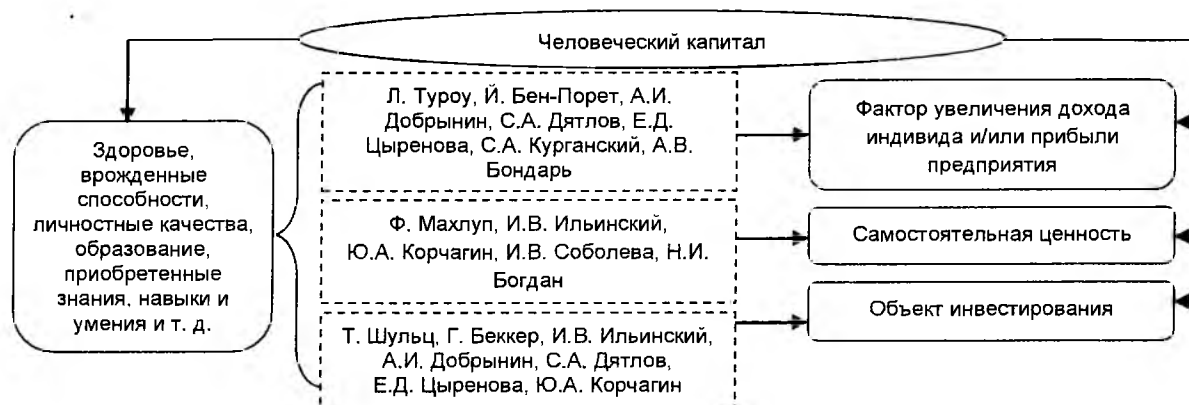 Человеческий капитал
Здоровье,
врожденные
способности,
личностные качества,
образование,
приобретенные
знания, навыки и
умения и т. д.
Л. Туроу, Й. Бен-Порет, А.И.
Добрынин, С.А. Дятлов, Е.Д.
Цыренова, С.А. Курганский, А.В.
Бондарь
Фактор увеличения дохода
индивида и/или прибыли
предприятия
Ф. Махлуп, И.В. Ильинский,
Ю.А. Корчагин, И.В. Соболева, Н.И.
Богдан
Самостоятельная ценность
Т. Шульц, Г. Беккер, И.В. Ильинский,
А.И. Добрынин, С.А. Дятлов,
Е.Д. Цыренова, Ю.А. Корчагин
Объект инвестирования